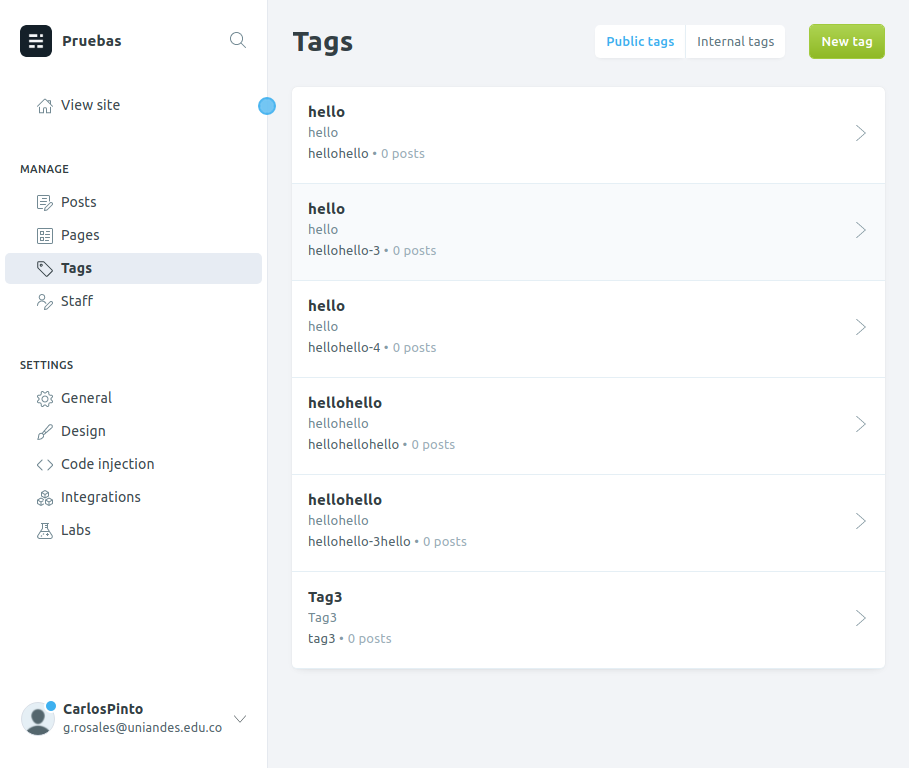 Pruebas
View site
MANAGE
Posts
Pages
Tags
Staff
SETTINGS
General
Design
Code injection
Integrations
Labs
CarlosPinto
g.rosales@uniandes.edu.co
Tags
Public tags
Internal tags
New tag
hello
hello
hellohello • 0 posts
hello
hello
hellohello-3 • 0 posts
hello
hello
hellohello-4 • 0 posts
hellohello
hellohello
hellohellohello • 0 posts
hellohello
hellohello
hellohello-3hello • 0 posts
Tag3
Tag3
tag3 • 0 posts